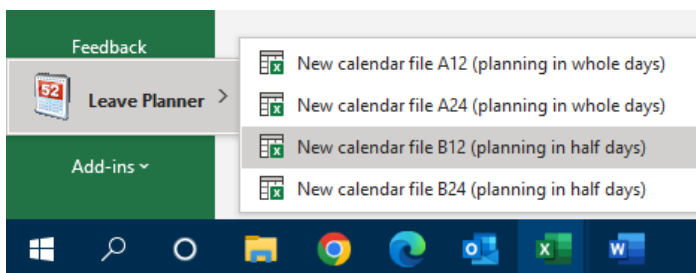 Feedback
52
Leave Planner
Add-ins
New calendar file A12 (planning in whole days)
New calendar file A24 (planning in whole days)
New calendar file B12 (planning in half days)
New calendar file B24 (planning in half days)